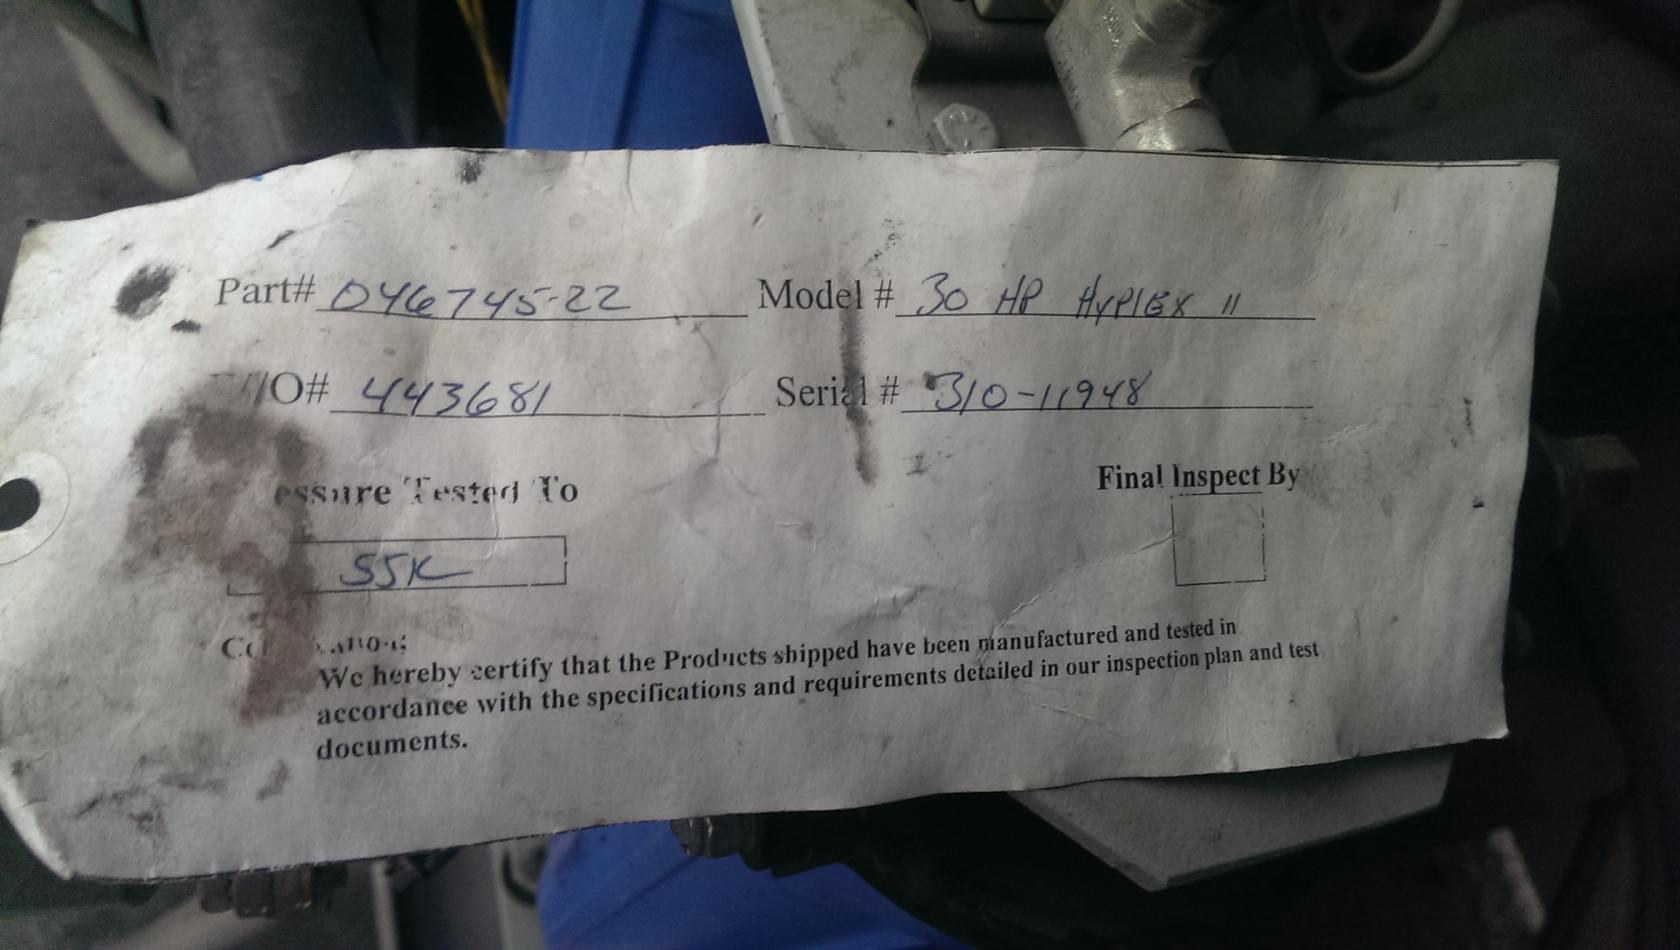 Part# 046745-22 Model # 30 HP HyPlEX II
/O# 443681 Serial # 310-11948
essure Tested To Final Inspect By
55K
We hereby certify that the Products shipped have been manufactured and tested in
accordance with the specifications and requirements detailed in our inspection plan and test
documents.